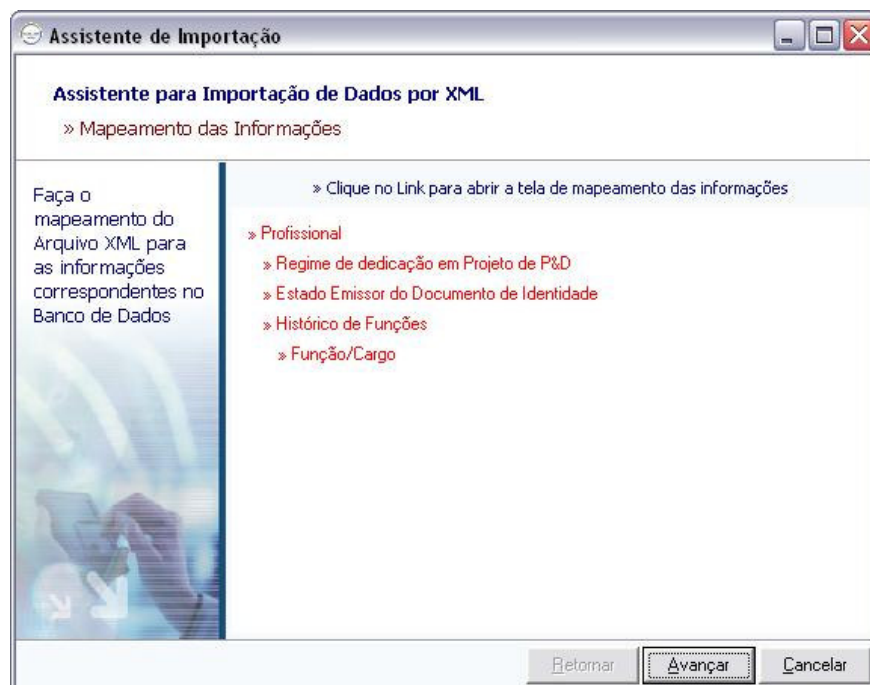 Assistente de Importação
Assistente para Importação de Dados por XML
» Mapeamento das Informações
Faça o
mapeamento do
Arquivo XML para
as informações
correspondentes no
Banco de Dados
» Clique no Link para abrir a tela de mapeamento das informações
» Profissional
» Regime de dedicação em Projeto de P&D
» Estado Emissor do Documento de Identidade
» Histórico de Funções
» Função/Cargo
Retornar Avançar Cancelar